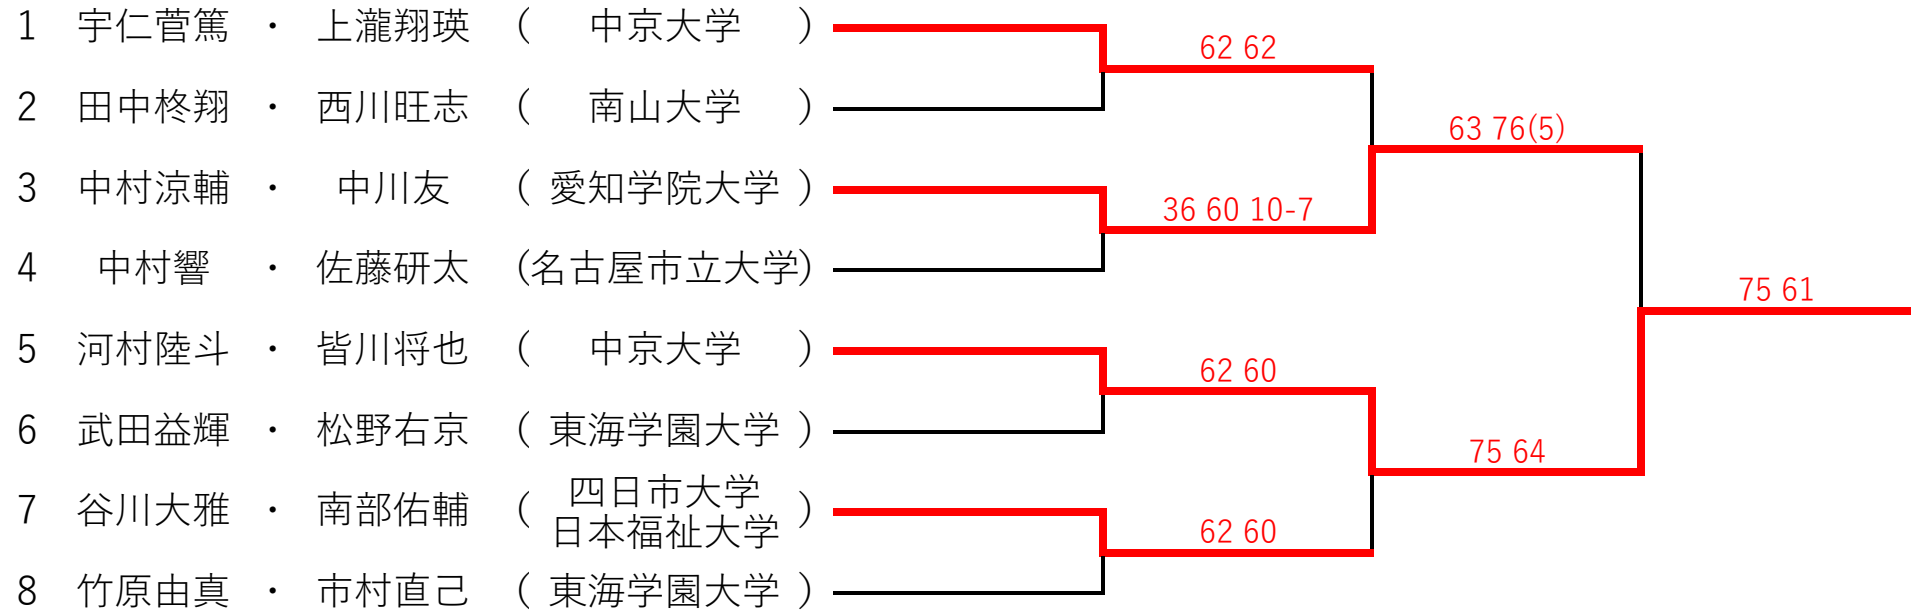 1 宇仁菅篤 ・ 上瀧翔瑛 ( 中京大学 )
62 62
2 田中柊翔 ・ 西川旺志 ( 南山大学 )
63 76(5)
3 中村涼輔 ・ 中川友 ( 愛知学院大学 )
36 60 10-7
4 中村響 ・ 佐藤研太 (名古屋市立大学)
75 61
5 河村陸斗 ・ 皆川将也 ( 中京大学 )
62 60
6 武田益輝 ・ 松野右京 ( 東海学園大学 )
75 64
7 谷川大雅 ・ 南部佑輔 ( 四日市大学
日本福祉大学 )
62 60
8 竹原由真 ・ 市村直己 ( 東海学園大学 )